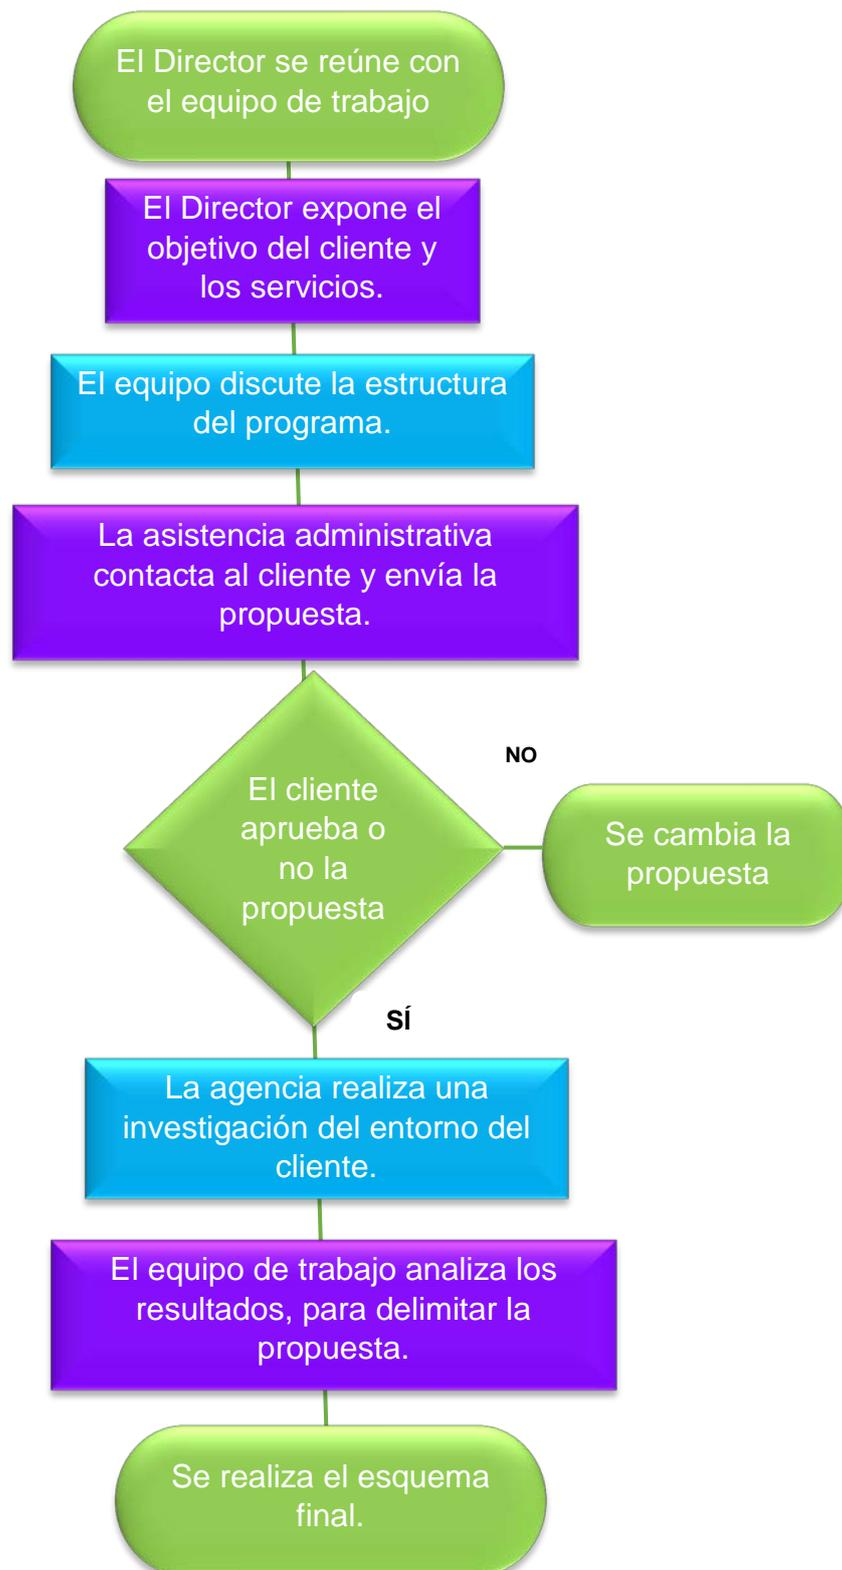 El Director se reúne con
el equipo de trabajo
El Director expone el
objetivo del cliente y
los servicios.
El equipo discute la estructura
del programa.
La asistencia administrativa
contacta al cliente y envía la
propuesta.
El cliente
aprueba o
no la
propuesta
NO
Se cambia la
propuesta
SÍ
La agencia realiza una
investigación del entorno del
cliente.
El equipo de trabajo analiza los
resultados, para delimitar la
propuesta.
Se realiza el esquema
final.